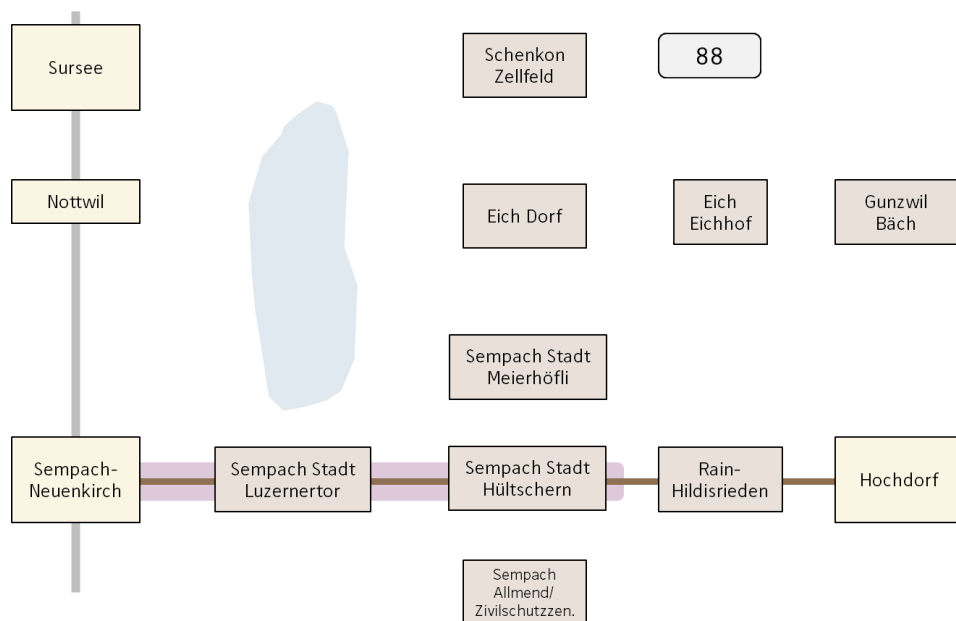 Sursee
Schenkon
Zellfeld
88
Nottwil
Eich Dorf
Eich
Eichhof
Gunzwil
Bäch
Sempach Stadt
Meierhöfli
Sempach-
Neuenkirch
Sempach Stadt
Luzernertor
Sempach Stadt
Hültschern
Rain-
Hildisrieden
Hochdorf
Sempach
Allmend/
Zivilschutzzen.